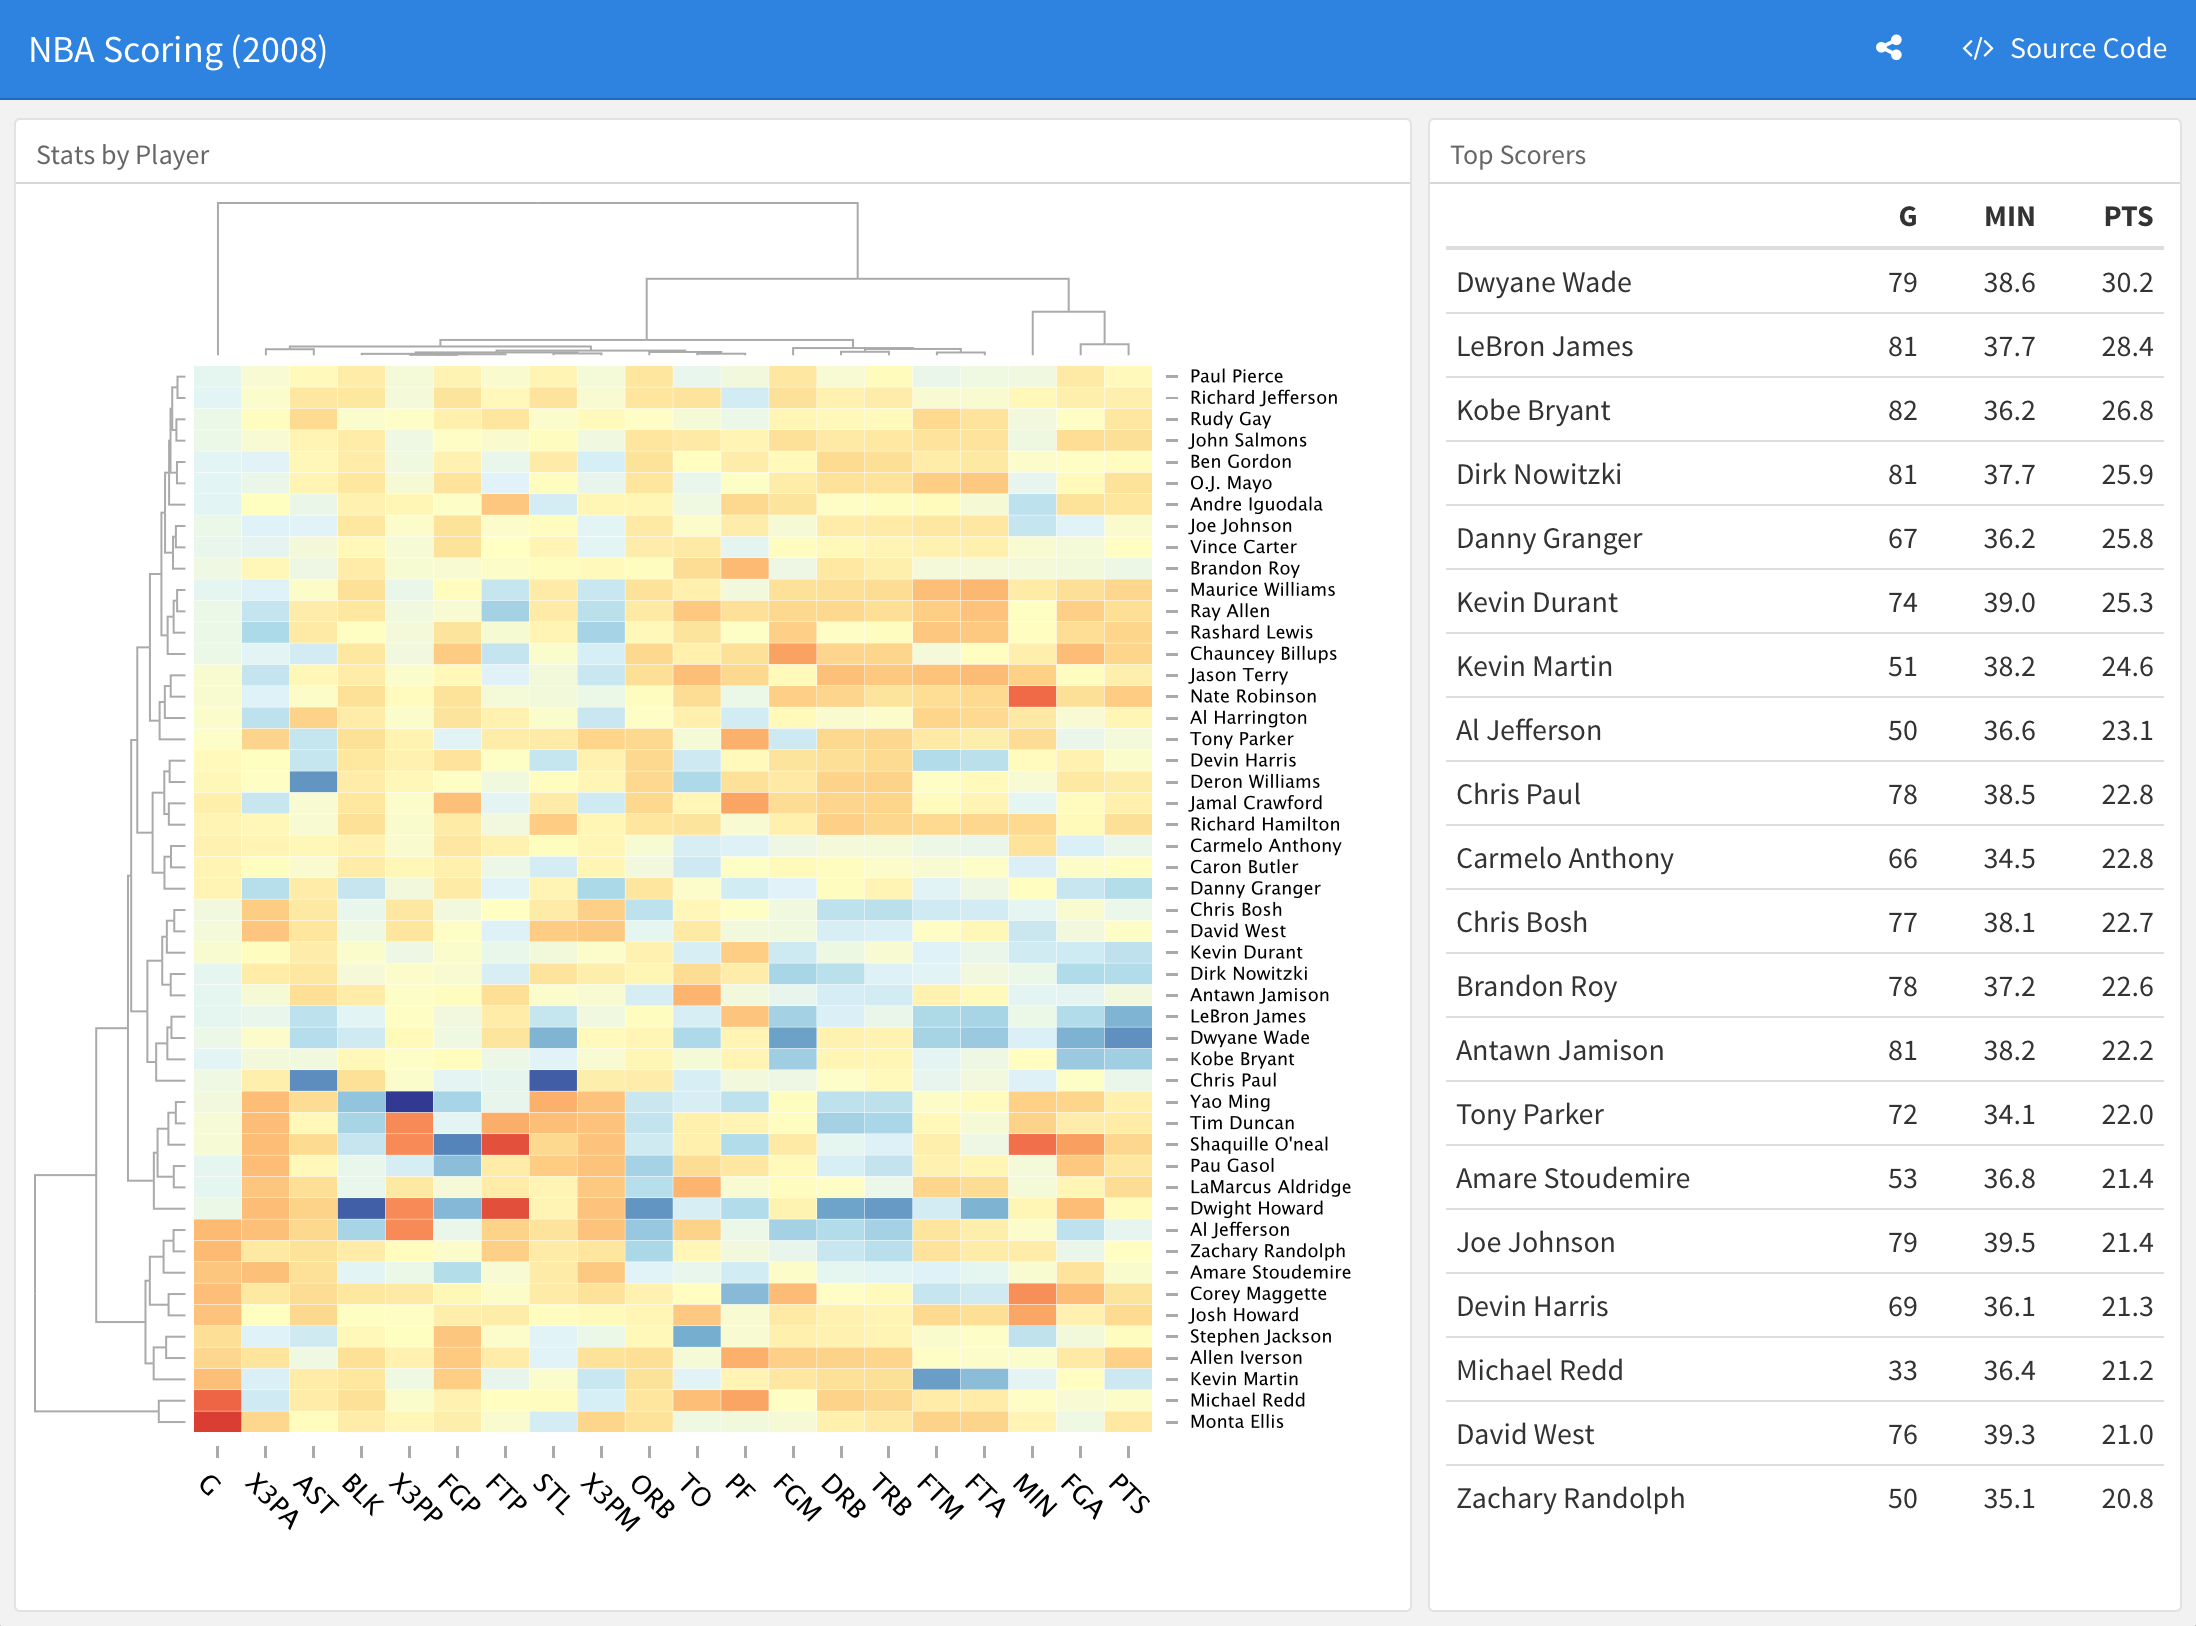 NBA Scoring (2008)
Source Code
Stats by Player
Paul Pierce
Richard Jefferson
Rudy Gay
John Salmons
Ben Gordon
O.J. Mayo
Andre Iguodala
Joe Johnson
Vince Carter
Brandon Roy
Maurice Williams
Ray Allen
Rashard Lewis
Chauncey Billups
Jason Terry
Nate Robinson
Al Harrington
Tony Parker
Devin Harris
Deron Williams
Jamal Crawford
Richard Hamilton
Carmelo Anthony
Caron Butler
Danny Granger
Chris Bosh
David West
Kevin Durant
Dirk Nowitzki
Antawn Jamison
LeBron James
Dwyane Wade
Kobe Bryant
Chris Paul
Yao Ming
Tim Duncan
Shaquille O'neal
Pau Gasol
LaMarcus Aldridge
Dwight Howard
Al Jefferson
Zachary Randolph
Amare Stoudemire
Corey Maggette
Josh Howard
Stephen Jackson
Allen Iverson
Kevin Martin
Michael Redd
Monta Ellis
G X3PA AST BLK X3PP FGP FTP STL X3PM ORB TO PF FGM DRB TRB FTM FTA MIN FGA PTS
Top Scorers
G MIN PTS
Dwyane Wade 79 38.6 30.2
LeBron James 81 37.7 28.4
Kobe Bryant 82 36.2 26.8
Dirk Nowitzki 81 37.7 25.9
Danny Granger 67 36.2 25.8
Kevin Durant 74 39.0 25.3
Kevin Martin 51 38.2 24.6
Al Jefferson 50 36.6 23.1
Chris Paul 78 38.5 22.8
Carmelo Anthony 66 34.5 22.8
Chris Bosh 77 38.1 22.7
Brandon Roy 78 37.2 22.6
Antawn Jamison 81 38.2 22.2
Tony Parker 72 34.1 22.0
Amare Stoudemire 53 36.8 21.4
Joe Johnson 79 39.5 21.4
Devin Harris 69 36.1 21.3
Michael Redd 33 36.4 21.2
David West 76 39.3 21.0
Zachary Randolph 50 35.1 20.8